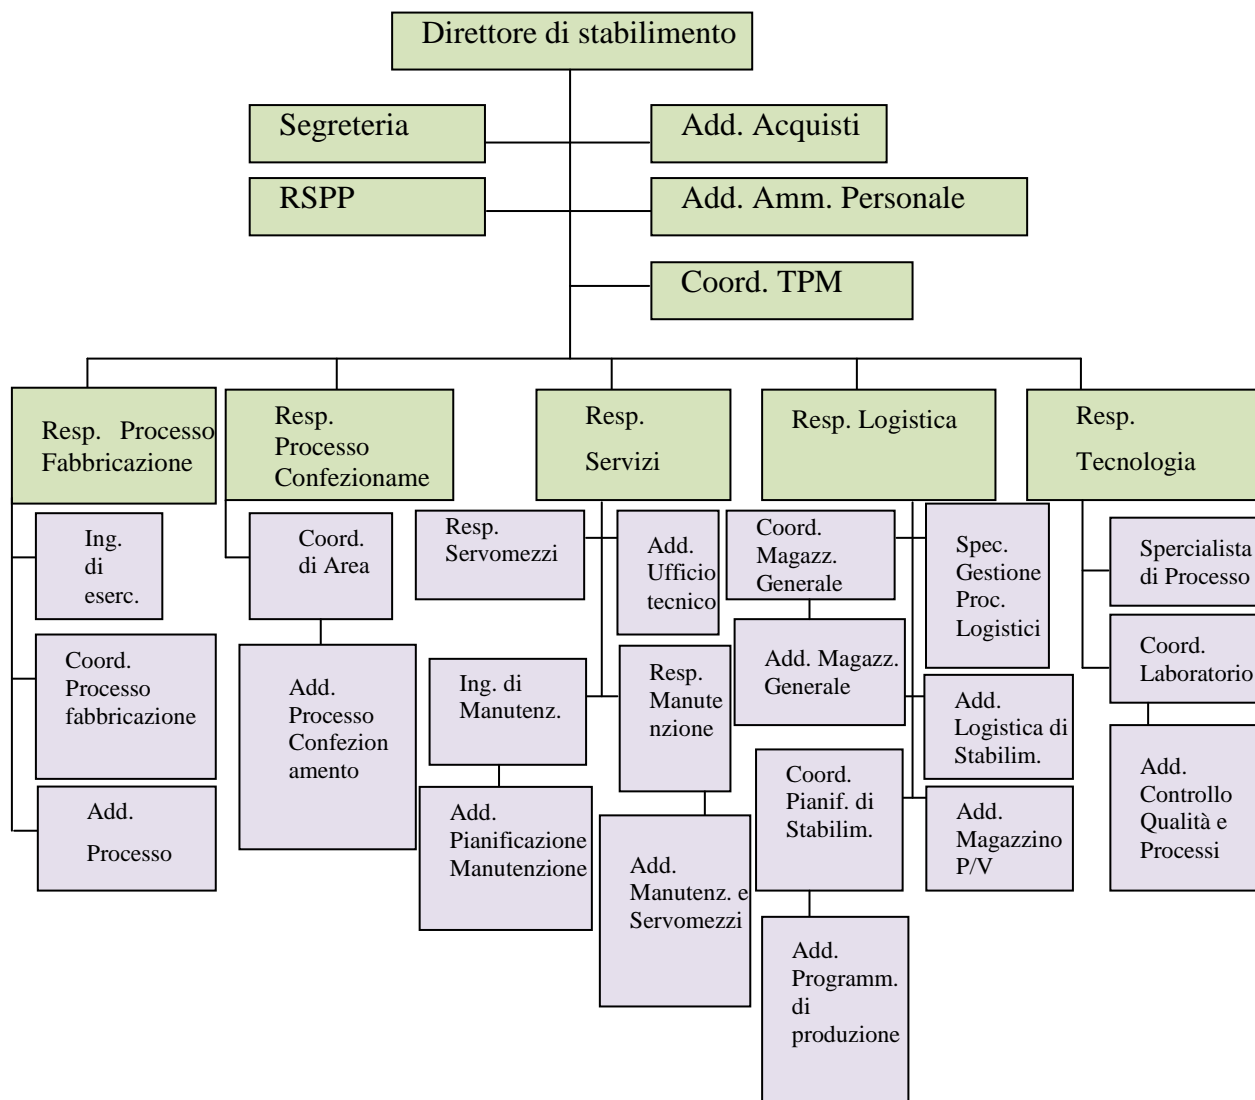 Direttore di stabilimento
Segreteria
Add. Acquisti
RSPP
Add. Amm. Personale
Coord. TPM
Resp. Processo
Fabbricazione
Resp.
Processo
Confezioname
Resp.
Servizi
Resp. Logistica
Resp.
Tecnologia
Ing.
di
eserc.
Coord.
Processo
fabbricazione
Add.
Processo
Coord.
di Area
Add.
Processo
Confezion
amento
Resp.
Servomezzi
Add.
Ufficio
tecnico
Ing. di
Manutenz.
Resp.
Manute
nzione
Add.
Pianificazione
Manutenzione
Add.
Manutenz. e
Servomezzi
Coord.
Magazz.
Generale
Spec.
Gestione
Proc.
Logistici
Add. Magazz.
Generale
Add.
Logistica di
Stabilim.
Coord.
Pianif. di
Stabilim.
Add.
Magazzino
P/V
Add.
Programm.
di
produzione
Spercialista
di Processo
Coord.
Laboratorio
Add.
Controllo
Qualità e
Processi